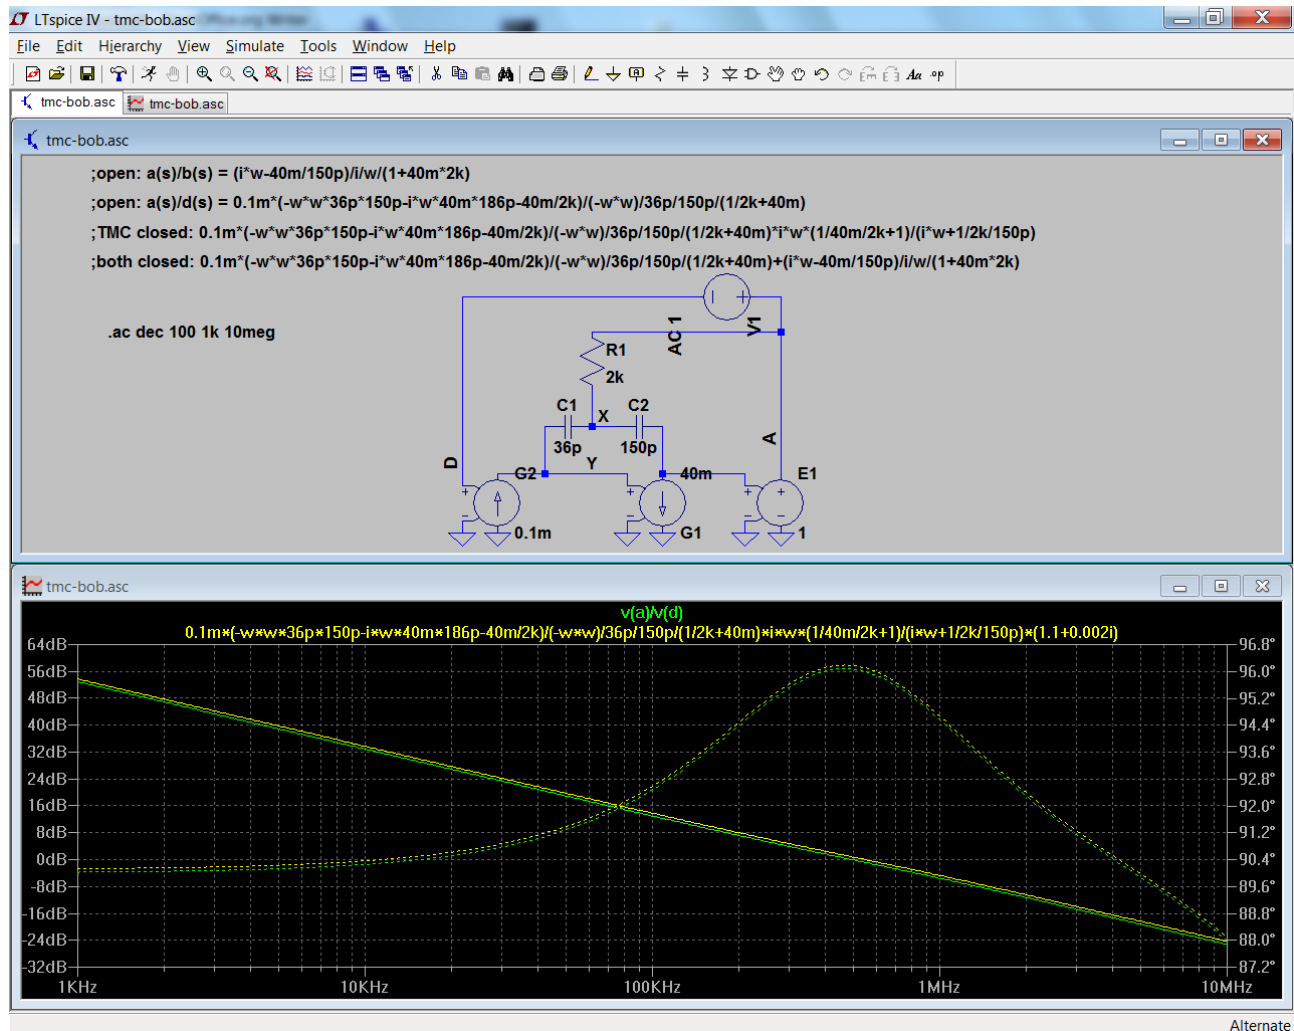 LTspice IV - tmc-bob.asc
File Edit Hierarchy View Simulate Tools Window Help
tmc-bob.asc tmc-bob.asc
tmc-bob.asc
;open: a(s)/b(s) = (i*w-40m/150p)/i/w/(1+40m*2k)
;open: a(s)/d(s) = 0.1m*(-w*w*36p*150p-i*w*40m*186p-40m/2k)/(-w*w)/36p/150p/(1/2k+40m)
;TMC closed: 0.1m*(-w*w*36p*150p-i*w*40m*186p-40m/2k)/(-w*w)/36p/150p/(1/2k+40m)*i*w*(1/40m/2k+1)/(i*w+1/2k/150p)
;both closed: 0.1m*(-w*w*36p*150p-i*w*40m*186p-40m/2k)/(-w*w)/36p/150p/(1/2k+40m)+(i*w-40m/150p)/i/w/(1+40m*2k)
.ac dec 100 1k 10meg
AC 1
V1
R1
2k
C1
X
C2
36p
150p
A
D
G2
Y
40m
E1
0.1m
G1
1
tmc-bob.asc
v(a)/v(d)
0.1m*(-w*w*36p*150p-i*w*40m*186p-40m/2k)/(-w*w)/36p/150p/(1/2k+40m)*i*w*(1/40m/2k+1)/(i*w+1/2k/150p)*(1.1+0.002i)
64dB 96.8°
56dB 96.0°
48dB 95.2°
40dB 94.4°
32dB 93.6°
24dB 92.8°
16dB 92.0°
8dB 91.2°
0dB 90.4°
-8dB 89.6°
-16dB 88.8°
-24dB 88.0°
-32dB 87.2°
1KHz 10KHz 100KHz 1MHz 10MHz
Alternate